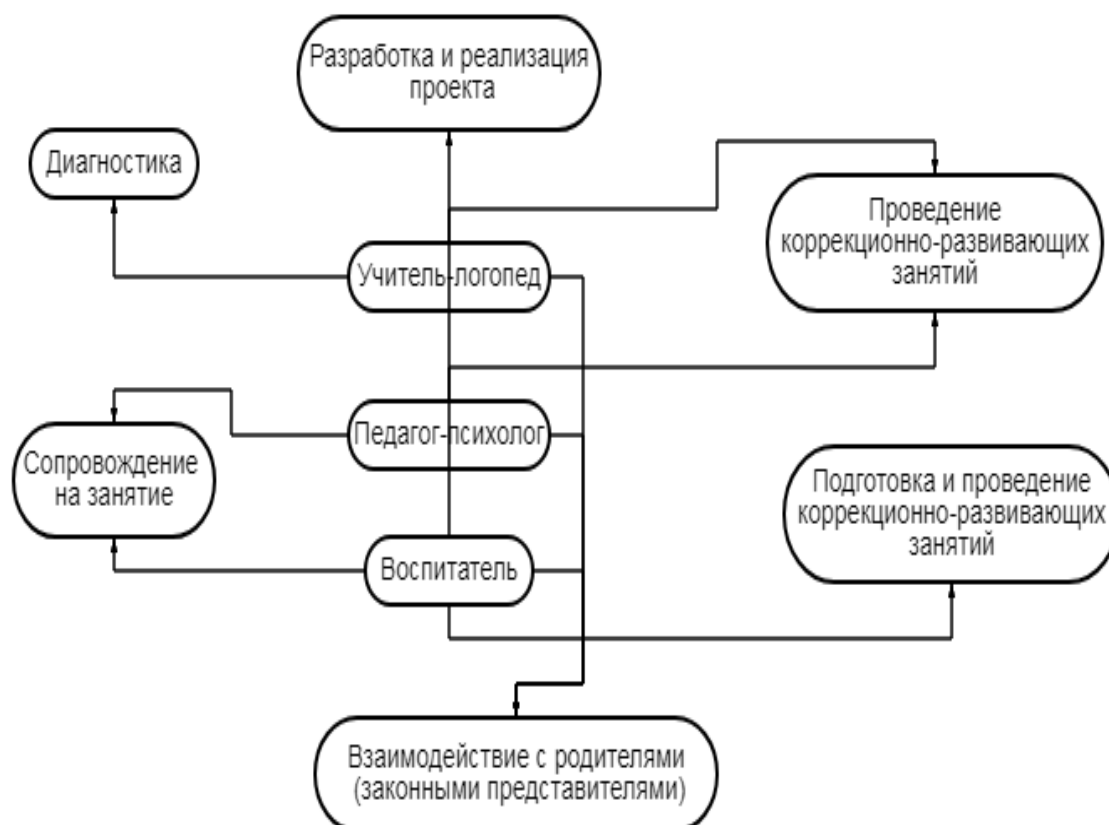 Разработка и реализация
проекта
Диагностика
Проведение
коррекционно-развивающих
занятий
Учитель-логопед
Педагог-психолог
Сопровождение
на занятие
Подготовка и проведение
коррекционно-развивающих
занятий
Воспитатель
Взаимодействие с родителями
(законными представителями)